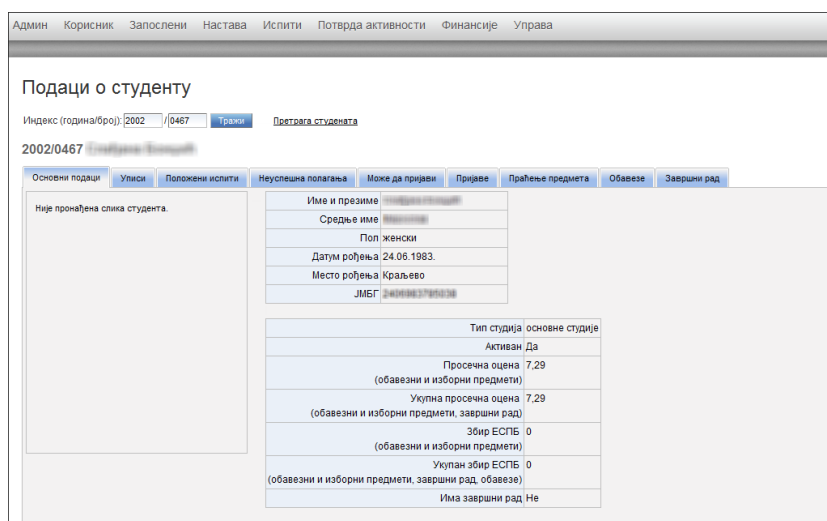 Админ Корисник Запослени Настава Испити Потврда активности Финансије Управа
Подаци о студенту
Индекс (година/број): 2002 / 0467 Тражи Претрага студената
2002/0467
Основни подаци Уписи Положени испити Неуспешна полагања Може да пријави Пријаве Праћење предмета Обавезе Завршни рад
Није пронађена слика студента.
Име и презиме
Средње име
Пол женски
Датум рођења 24.06.1983.
Место рођења Краљево
ЈМБГ
Тип студија основне студије
Активан Да
Просечна оцена 7,29
(обавезни и изборни предмети)
Укупна просечна оцена 7,29
(обавезни и изборни предмети, завршни рад)
Збир ЕСПБ 0
(обавезни и изборни предмети)
Укупан збир ЕСПБ 0
(обавезни и изборни предмети, завршни рад, обавезе)
Има завршни рад Не